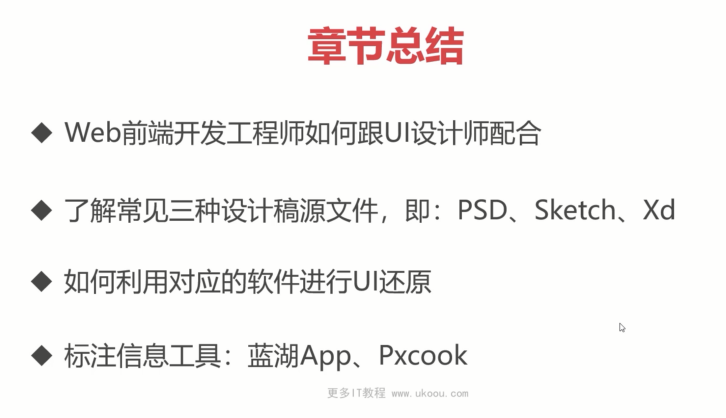 章节总结
◆ Web前端开发工程师如何跟UI设计师配合
◆ 了解常见三种设计稿源文件，即：PSD、Sketch、Xd
◆ 如何利用对应的软件进行UI还原
◆ 标注信息工具：蓝湖App、Pxcook
更多IT教程 www.ukoou.com